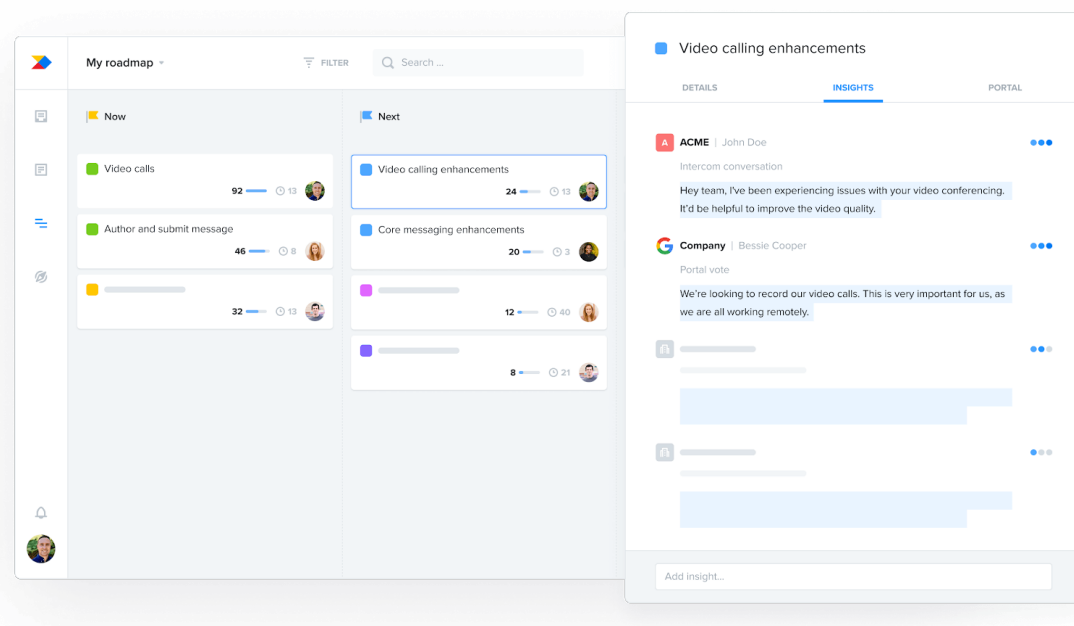 My roadmap
FILTER
Search ...
Now
Video calls
92 13
Author and submit message
46 8
32 13
Next
Video calling enhancements
24 13
Core messaging enhancements
20 3
12 40
8 21
Video calling enhancements
DETAILS INSIGHTS PORTAL
A ACME | John Doe
Intercom conversation
Hey team, I've been experiencing issues with your video conferencing.
It'd be helpful to improve the video quality.
Company | Bessie Cooper
Portal vote
We're looking to record our video calls. This is very important for us, as
we are all working remotely.
Add insight...